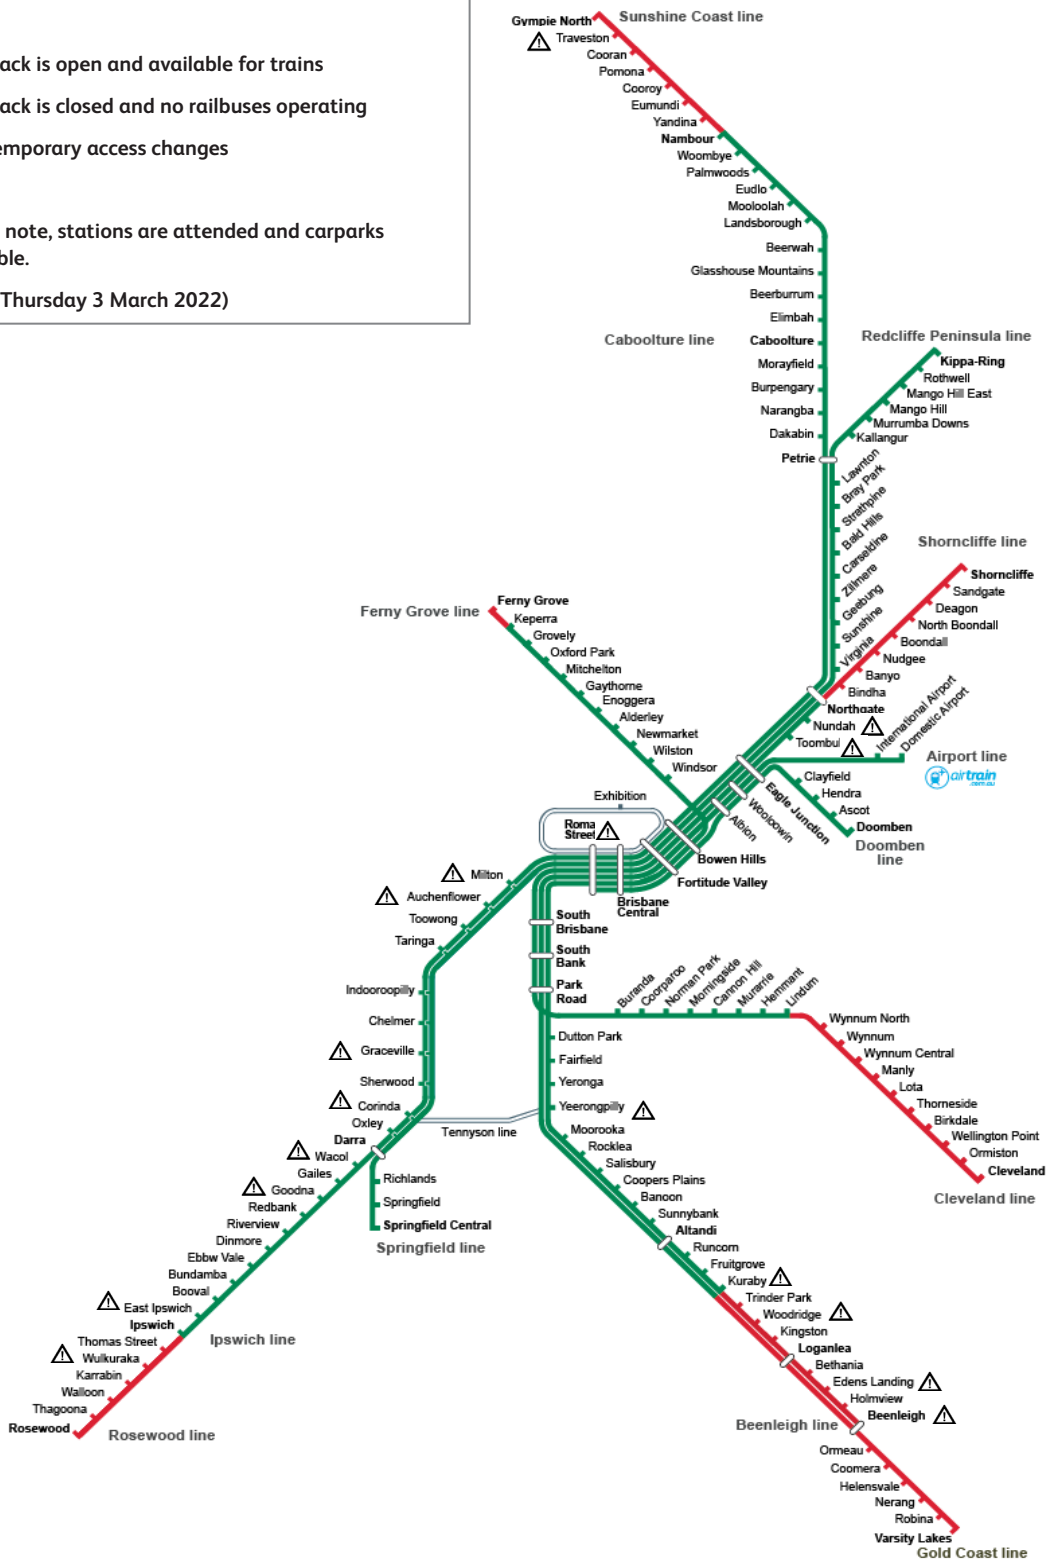 ack is open and available for trains
ack is closed and no railbuses operating
emporary access changes
note, stations are attended and carparks
ble.
Thursday 3 March 2022)
Sunshine Coast line
Gympie North
Traveston
Cooran
Pomona
Cooroy
Eumundi
Yandina
Nambour
Woombye
Palmwoods
Eudlo
Mooloolah
Landsborough
Beerwah
Glasshouse Mountains
Beerburrum
Elimbah
Caboolture line
Caboolture
Morayfield
Burpengary
Narangba
Dakabin
Petrie
Redcliffe Peninsula line
Kippa-Ring
Rothwell
Mango Hill East
Mango Hill
Murrumba Downs
Kallangur
Lawnton
Bray Park
Strathpine
Bald Hills
Carseldine
Zillmere
Geebung
Sunshine
Virginia
Shorncliffe line
Shorncliffe
Sandgate
Deagon
North Boondall
Boondall
Nudgee
Banyo
Bindha
Northgate
Nundah
Toombul
International Airport
Domestic Airport
Airport line
airtrain
.com.au
Ferny Grove line
Ferny Grove
Keperra
Grovely
Oxford Park
Mitchelton
Gaythorne
Enoggera
Alderley
Newmarket
Wilston
Windsor
Clayfield
Hendra
Ascot
Doomben
Doomben
line
Eagle Junction
Wooloowin
Albion
Bowen Hills
Fortitude Valley
Exhibition
Roma
Street
Brisbane
Central
Milton
Auchenflower
Toowong
Taringa
Indooroopilly
Chelmer
Graceville
Sherwood
Corinda
Oxley
Darra
Wacol
Gailes
Goodna
Redbank
Riverview
Dinmore
Ebbw Vale
Bundamba
Booval
East Ipswich
Ipswich
Ipswich line
Thomas Street
Wulkuraka
Karrabin
Walloon
Thagoona
Rosewood
Rosewood line
Richlands
Springfield
Springfield Central
Springfield line
Tennyson line
South
Brisbane
South
Bank
Park
Road
Buranda
Coorparoo
Norman Park
Morningside
Cannon Hill
Murarrie
Hemmant
Lindum
Wynnum North
Wynnum
Wynnum Central
Manly
Lota
Thorneside
Birkdale
Wellington Point
Ormiston
Cleveland
Cleveland line
Dutton Park
Fairfield
Yeronga
Yeerongpilly
Moorooka
Rocklea
Salisbury
Coopers Plains
Banoon
Sunnybank
Altandi
Runcorn
Fruitgrove
Kuraby
Trinder Park
Woodridge
Kingston
Loganlea
Bethania
Edens Landing
Holmview
Beenleigh
Beenleigh line
Ormeau
Coomera
Helensvale
Nerang
Robina
Varsity Lakes
Gold Coast line